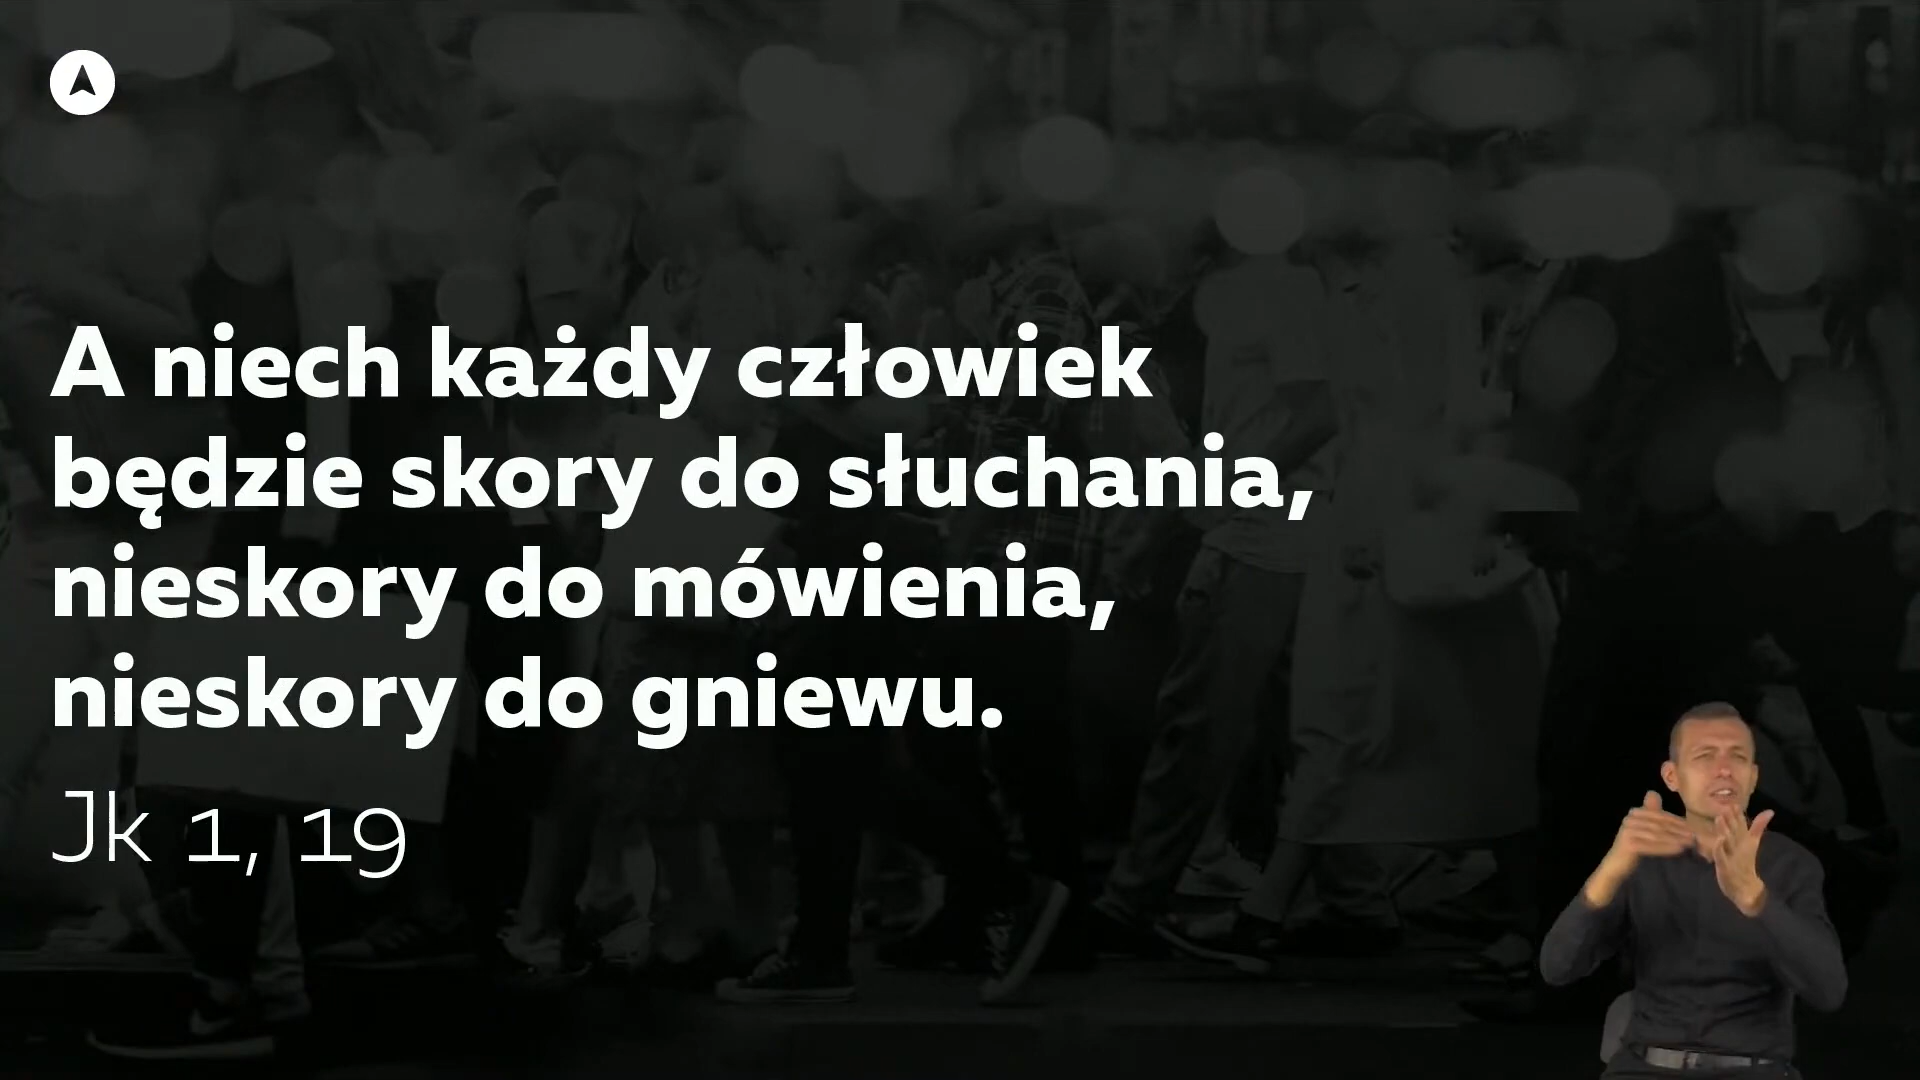 A niech każdy człowiek
będzie skory do słuchania,
nieskory do mówienia,
nieskory do gniewu.
Jk 1, 19